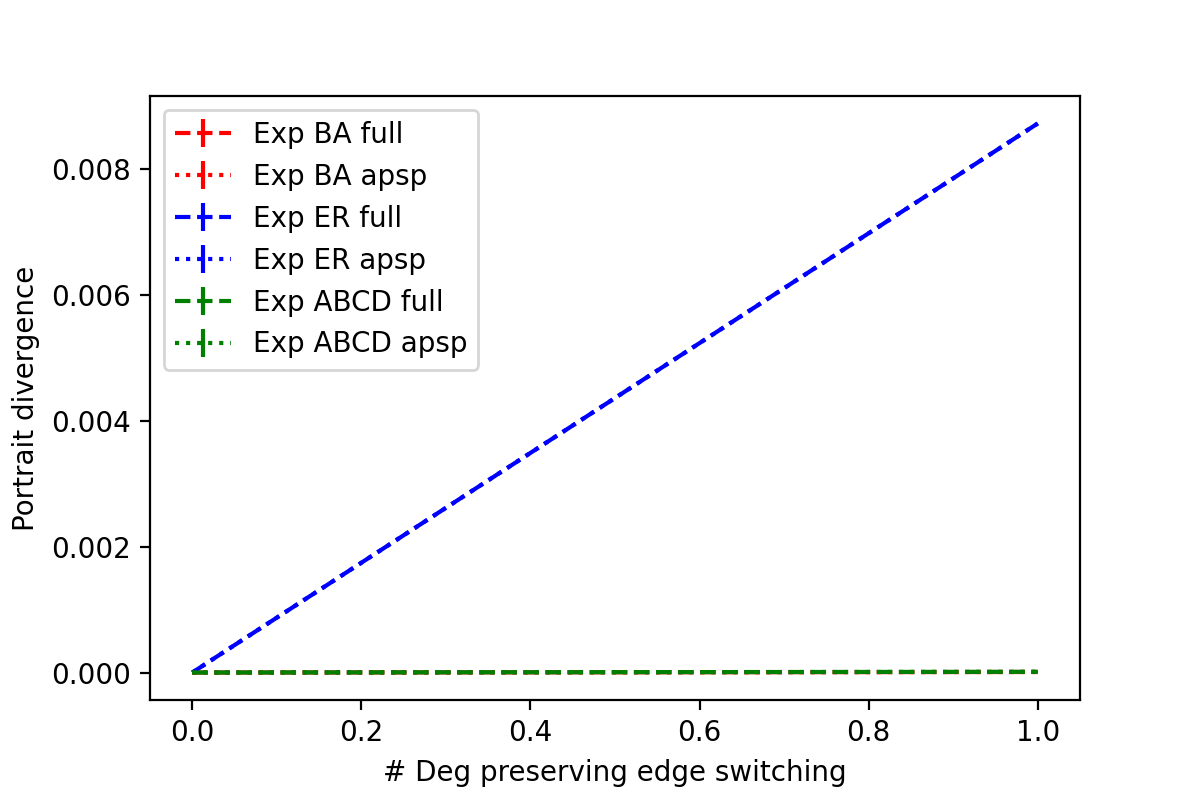 Exp BA full
Exp BA apsp
Exp ER full
Exp ER apsp
Exp ABCD full
Exp ABCD apsp
0.008
0.006
0.004
0.002
0.000
Portrait divergence
0.0 0.2 0.4 0.6 0.8 1.0
# Deg preserving edge switching